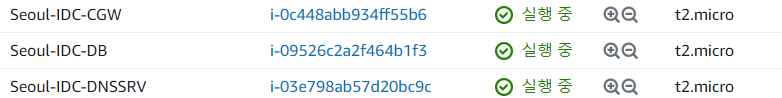 Seoul-IDC-CGW i-0c448abb934ff55b6 실행 중 t2.micro
Seoul-IDC-DB i-09526c2a2f464b1f3 실행 중 t2.micro
Seoul-IDC-DNSSRV i-03e798ab57d20bc9c 실행 중 t2.micro